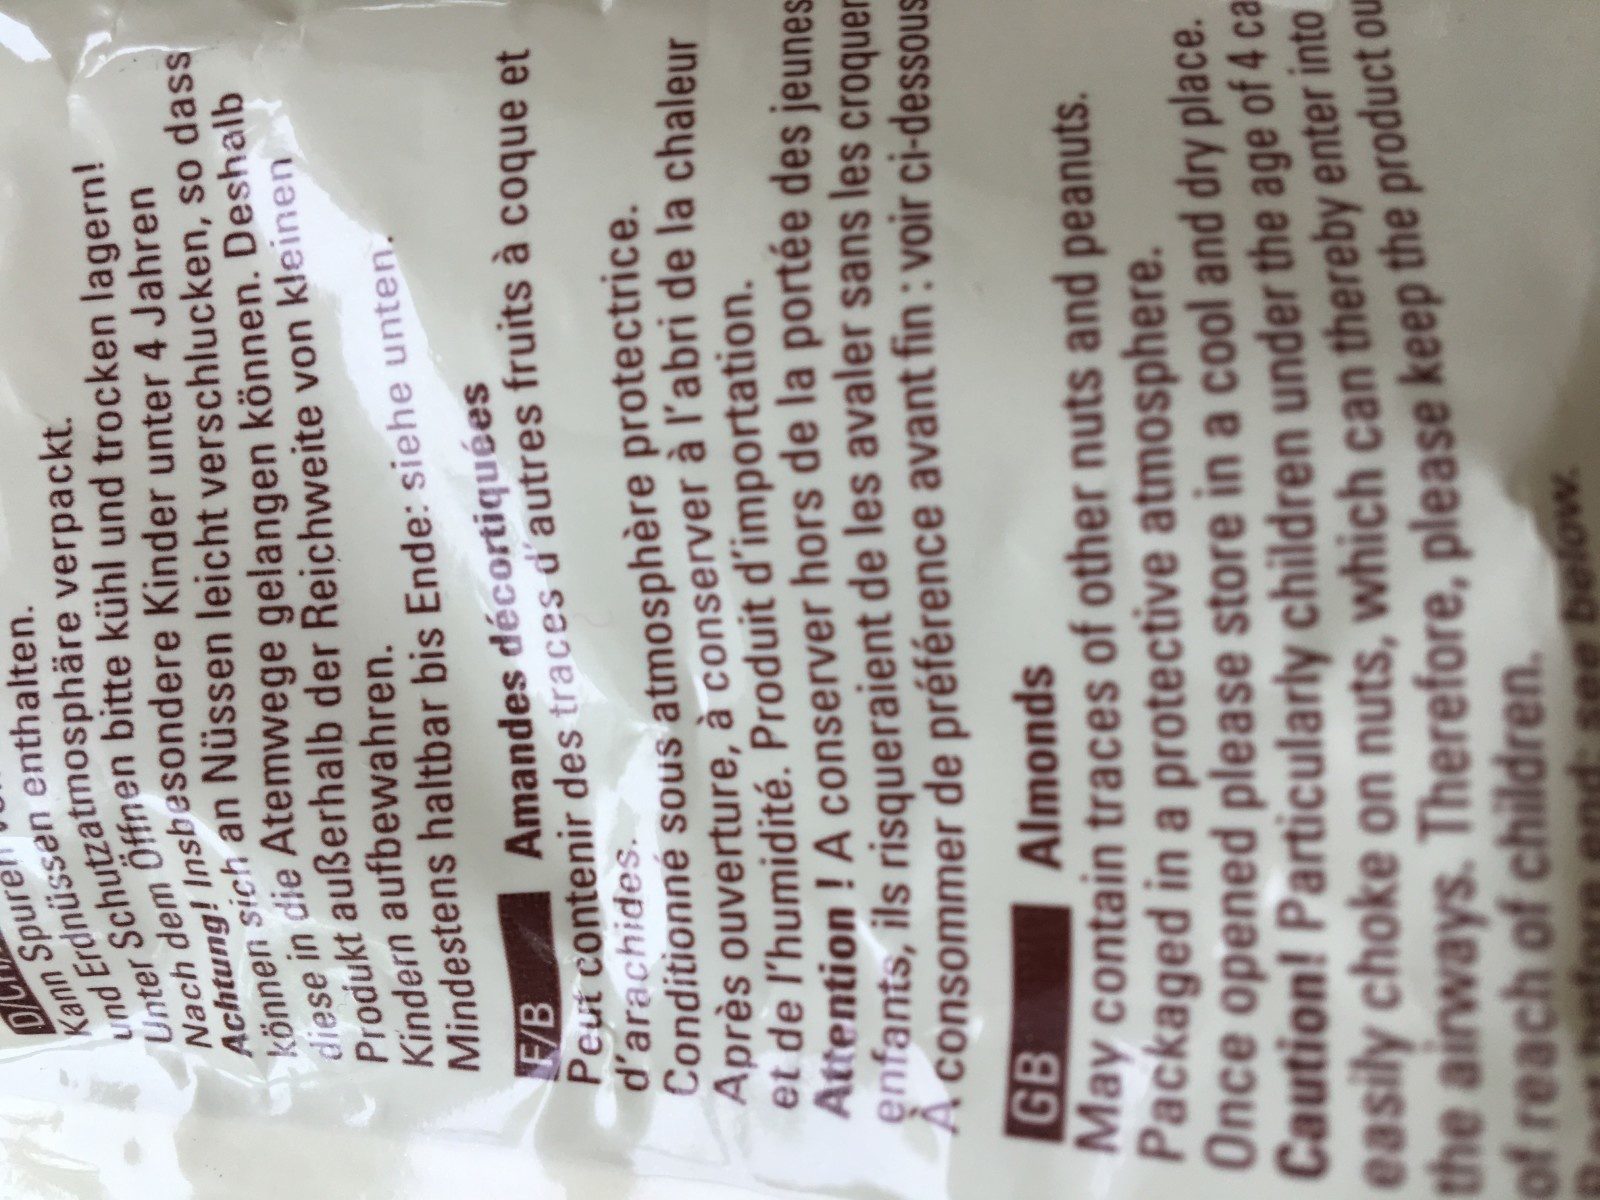 Kann Spuren enthalten.
und Erdnüssen enthalten.
Unter Schutzatmosphäre verpackt.
Nach dem Öffnen bitte kühl und trocken lagern!
Achtung! Insbesondere Kinder unter 4 Jahren
können sich an Nüssen leicht verschlucken, so dass
diese in die Atemwege gelangen können. Deshalb
Produkt außerhalb der Reichweite von kleinen
Kindern aufbewahren.
Mindestens haltbar bis Ende: siehe unten.
F/B Amandes décortiquées
Peut contenir des traces d'autres fruits à coque et
d'arachides.
Conditionné sous atmosphère protectrice.
Après ouverture, à conserver à l'abri de la chaleur
et de l'humidité. Produit d'importation.
Attention ! A conserver hors de la portée des jeunes
enfants, ils risqueraient de les avaler sans les croquer
À consommer de préférence avant fin : voir ci-dessous
GB Almonds
May contain traces of other nuts and peanuts.
Packaged in a protective atmosphere.
Once opened please store in a cool and dry place.
Caution! Particularly children under the age of 4 ca
easily choke on nuts, which can thereby enter into
the airways. Therefore, please keep the product ou
of reach of children.
Best before end: see below.